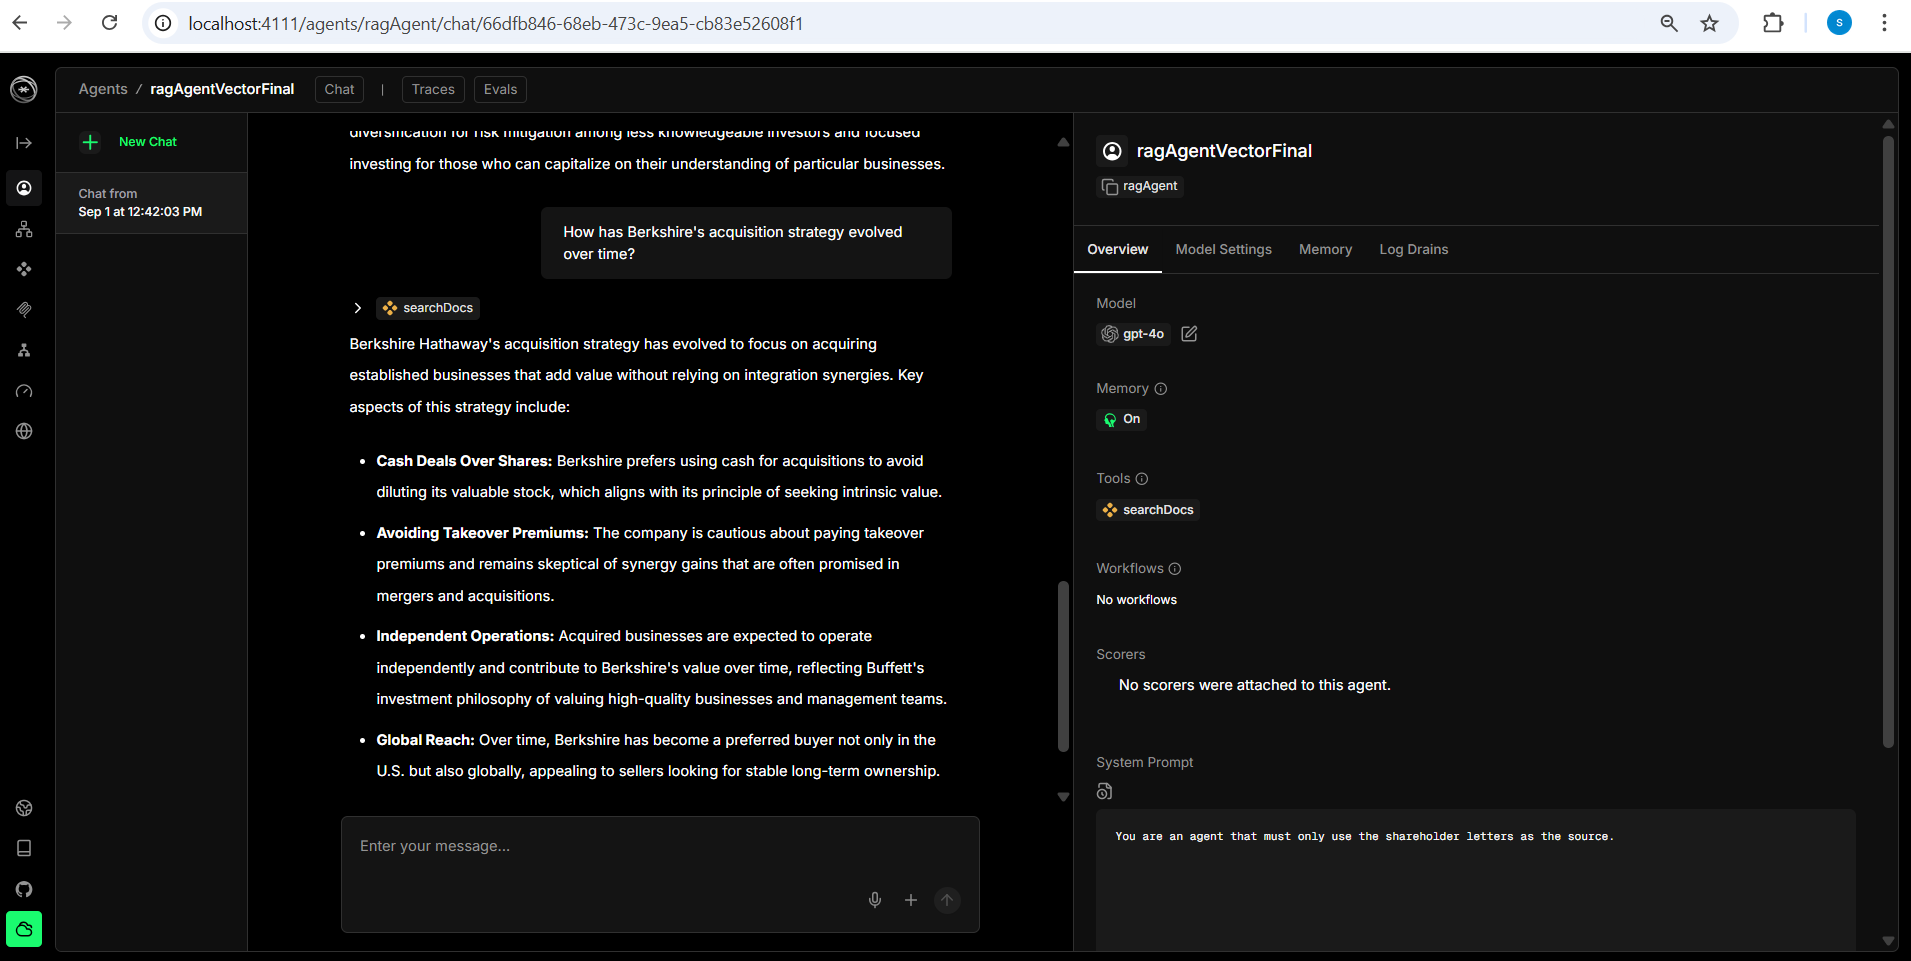 localhost:4111/agents/ragAgent/chat/66dfb846-68eb-473c-9ea5-cb83e52608f1
S
Agents / ragAgentVectorFinal Chat | Traces Evals
New Chat
Chat from
Sep 1 at 12:42:03 PM
diversification for risk mitigation among less knowledgeable investors and focused
investing for those who can capitalize on their understanding of particular businesses.
How has Berkshire's acquisition strategy evolved
over time?
searchDocs
Berkshire Hathaway's acquisition strategy has evolved to focus on acquiring
established businesses that add value without relying on integration synergies. Key
aspects of this strategy include:
• Cash Deals Over Shares: Berkshire prefers using cash for acquisitions to avoid
diluting its valuable stock, which aligns with its principle of seeking intrinsic value.
• Avoiding Takeover Premiums: The company is cautious about paying takeover
premiums and remains skeptical of synergy gains that are often promised in
mergers and acquisitions.
• Independent Operations: Acquired businesses are expected to operate
independently and contribute to Berkshire's value over time, reflecting Buffett's
investment philosophy of valuing high-quality businesses and management teams.
• Global Reach: Over time, Berkshire has become a preferred buyer not only in the
U.S. but also globally, appealing to sellers looking for stable long-term ownership.
Enter your message...
ragAgentVectorFinal
ragAgent
Overview Model Settings Memory Log Drains
Model
gpt-4o
Memory
On
Tools
searchDocs
Workflows
No workflows
Scorers
No scorers were attached to this agent.
System Prompt
You are an agent that must only use the shareholder letters as the source.